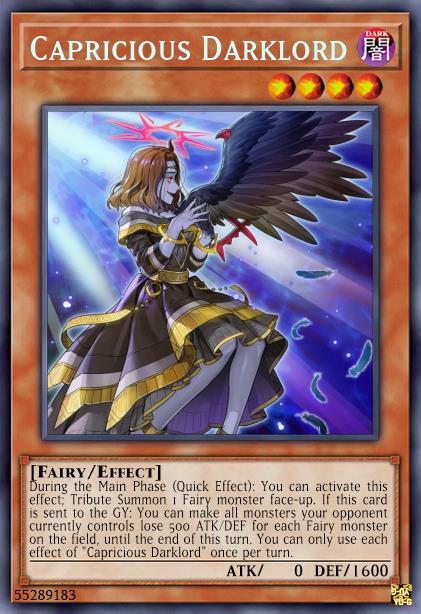 CAPRICIOUS DARKLORD
DARK
闇
[FAIRY/EFFECT]
During the Main Phase (Quick Effect): You can activate this
effect; Tribute Summon 1 Fairy monster face-up. If this card
is sent to the GY: You can make all monsters your opponent
currently controls lose 500 ATK/DEF for each Fairy monster
on the field, until the end of this turn. You can only use each
effect of "Capricious Darklord" once per turn.
ATK/ 0 DEF/1600
55289183